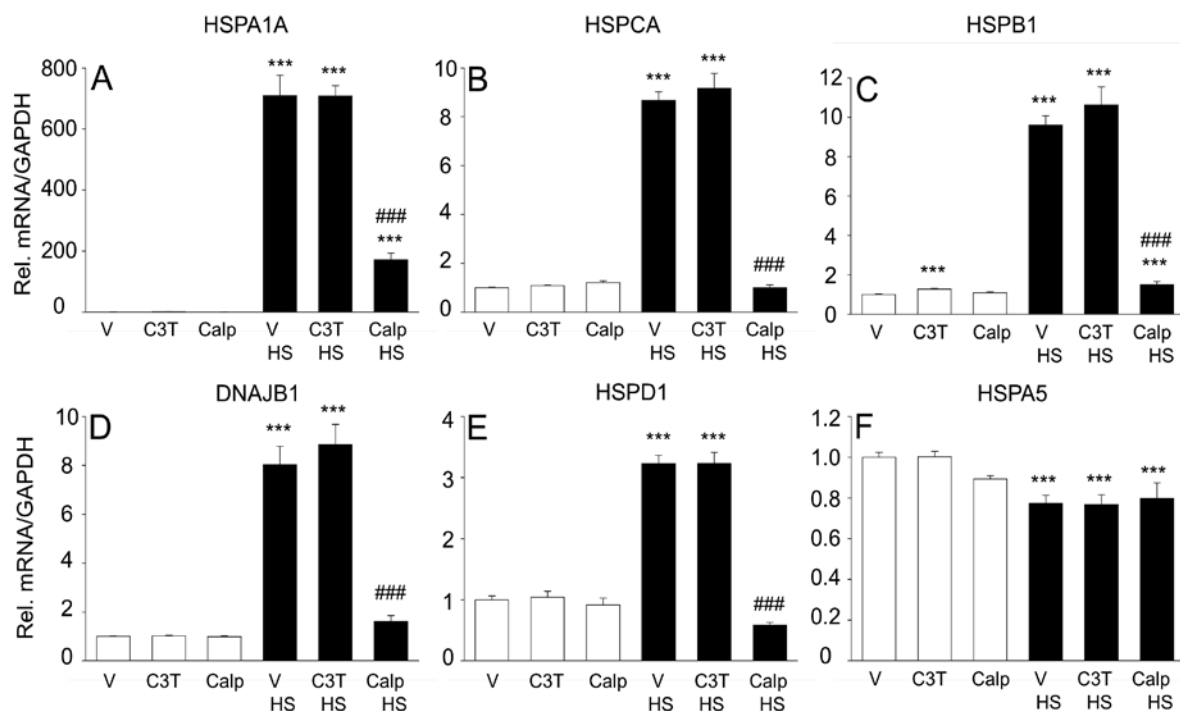 HSPA1A HSPCA HSPB1
A B C
Rel. mRNA/GAPDH
800
600
400
200
0
*** *** ### ***
V C3T Calp V HS C3T HS Calp HS
10
8
6
4
2
0
*** *** ###
V C3T Calp V HS C3T HS Calp HS
12
10
8
6
4
2
0
*** *** *** ### ***
V C3T Calp V HS C3T HS Calp HS
DNAJB1 HSPD1 HSPA5
D E F
Rel. mRNA/GAPDH
10
8
6
4
2
0
*** *** ###
V C3T Calp V HS C3T HS Calp HS
4
3
2
1
0
*** *** ###
V C3T Calp V HS C3T HS Calp HS
1.2
1.0
0.8
0.6
0.4
0.2
0
*** *** ***
V C3T Calp V HS C3T HS Calp HS